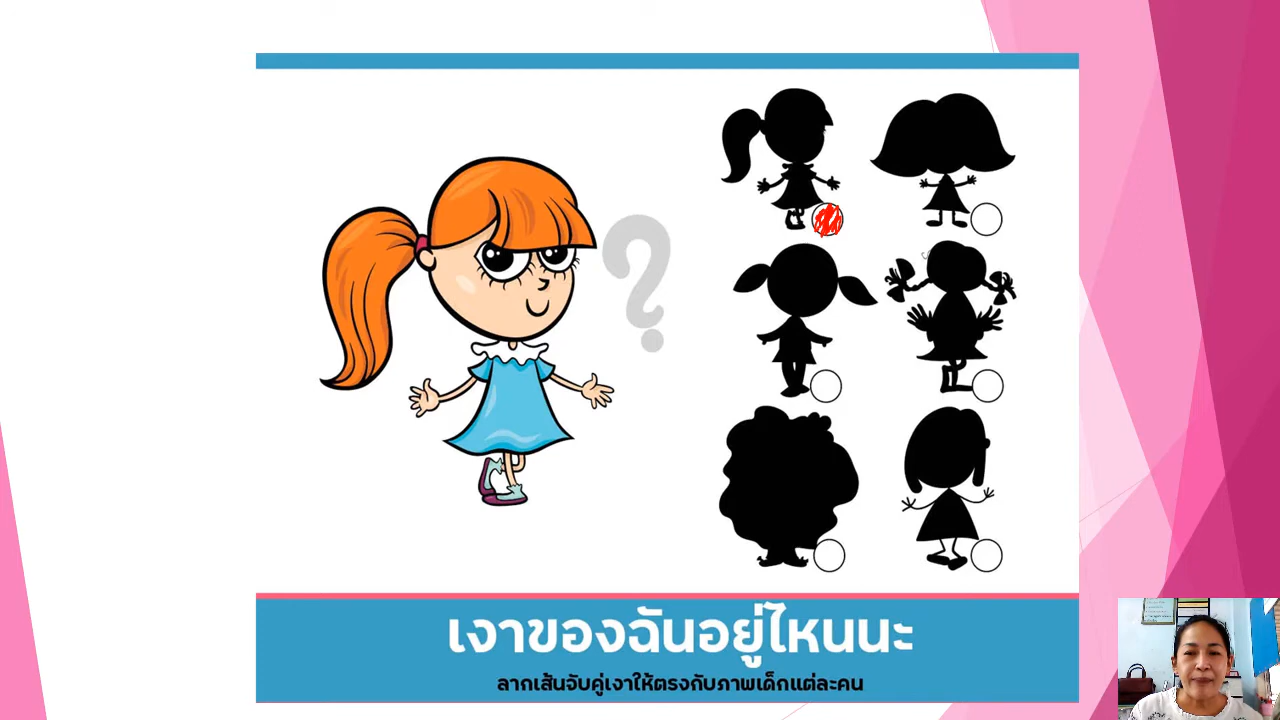 ?
เงาของฉันอยู่ไหนนะ
ลากเส้นจับคู่เงาให้ตรงกับภาพเด็กแต่ละคน